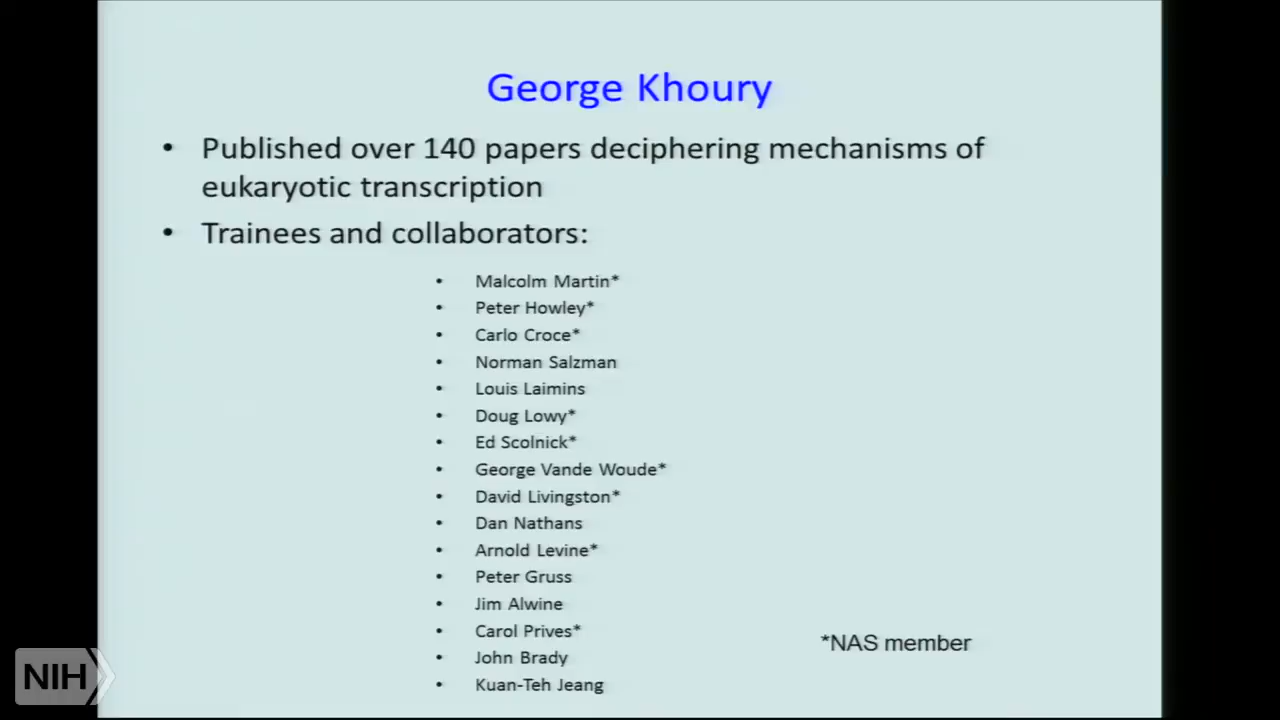 George Khoury
• Published over 140 papers deciphering mechanisms of
eukaryotic transcription
• Trainees and collaborators:
• Malcolm Martin*
• Peter Howley*
• Carlo Croce*
• Norman Salzman
• Louis Laimins
• Doug Lowy*
• Ed Scolnick*
• George Vande Woude*
• David Livingston*
• Dan Nathans
• Arnold Levine*
• Peter Gruss
• Jim Alwine
• Carol Prives*
• John Brady
• Kuan-Teh Jeang
*NAS member
NIH